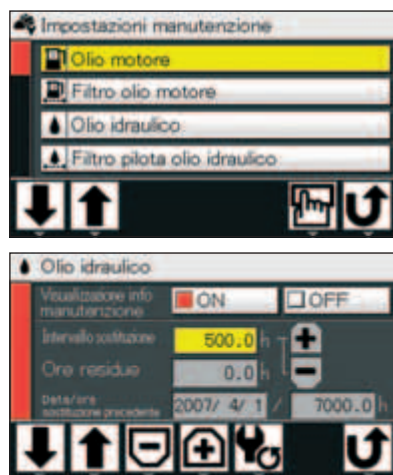 Impostazioni manutenzione
Olio motore
Filtro olio motore
Olio idraulico
Filtro pilota olio idraulico
Olio idraulico
Visualizzazione info manutenzione
ON
OFF
Intervallo sostituzione
500.0 h
Ore residue
0.0 h
Data/ora
sostituzione precedente
2007/ 4/ 1 / 7000.0 h